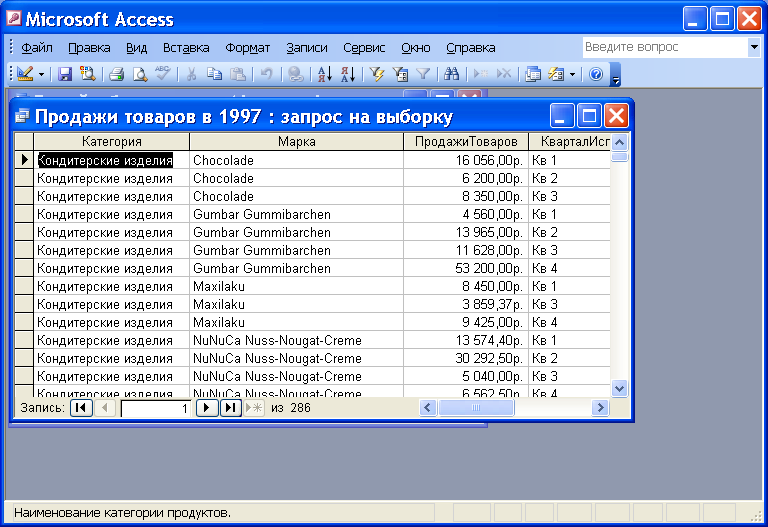 Microsoft Access
Файл Правка Вид Вставка Формат Записи Сервис Окно Справка Введите вопрос
Продажи товаров в 1997 : запрос на выборку
Категория Марка ПродажиТоваров КварталИсп
Кондитерские изделия Chocolade 16 056,00р. Кв 1
Кондитерские изделия Chocolade 6 200,00р. Кв 2
Кондитерские изделия Chocolade 8 350,00р. Кв 3
Кондитерские изделия Gumbar Gummibarchen 4 560,00р. Кв 1
Кондитерские изделия Gumbar Gummibarchen 13 965,00р. Кв 2
Кондитерские изделия Gumbar Gummibarchen 11 628,00р. Кв 3
Кондитерские изделия Gumbar Gummibarchen 53 200,00р. Кв 4
Кондитерские изделия Maxilaku 8 450,00р. Кв 1
Кондитерские изделия Maxilaku 3 859,37р. Кв 3
Кондитерские изделия Maxilaku 9 425,00р. Кв 4
Кондитерские изделия NuNuCa Nuss-Nougat-Creme 13 574,40р. Кв 1
Кондитерские изделия NuNuCa Nuss-Nougat-Creme 30 292,50р. Кв 2
Кондитерские изделия NuNuCa Nuss-Nougat-Creme 5 040,00р. Кв 3
Кондитерские изделия NuNuCa Nuss-Nougat-Creme 6 562,50р. Кв 4
Запись: 1 из 286
Наименование категории продуктов.